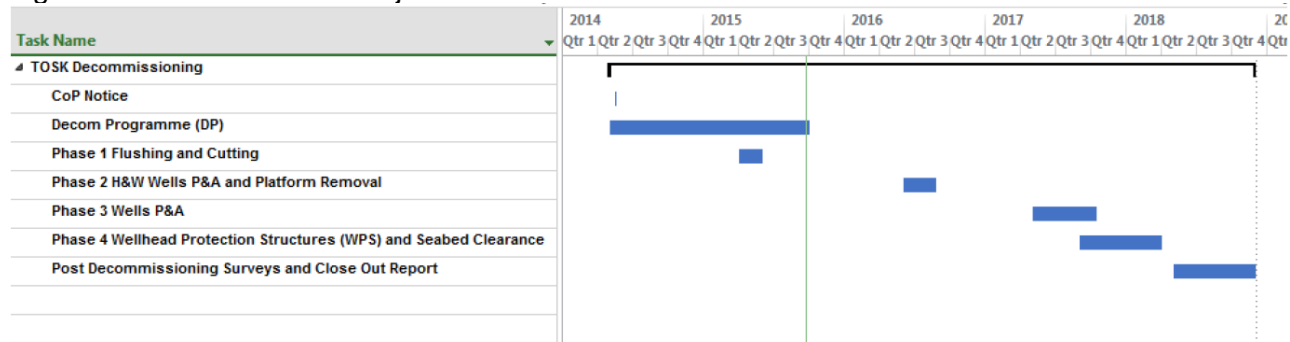 2014 2015 2016 2017 2018 20
Task Name Qtr 1 Qtr 2 Qtr 3 Qtr 4 Qtr 1 Qtr 2 Qtr 3 Qtr 4 Qtr 1 Qtr 2 Qtr 3 Qtr 4 Qtr 1 Qtr 2 Qtr 3 Qtr 4 Qtr 1 Qtr 2 Qtr 3 Qtr 4 Qtr
TOSK Decommissioning
CoP Notice
Decom Programme (DP)
Phase 1 Flushing and Cutting
Phase 2 H&W Wells P&A and Platform Removal
Phase 3 Wells P&A
Phase 4 Wellhead Protection Structures (WPS) and Seabed Clearance
Post Decommissioning Surveys and Close Out Report